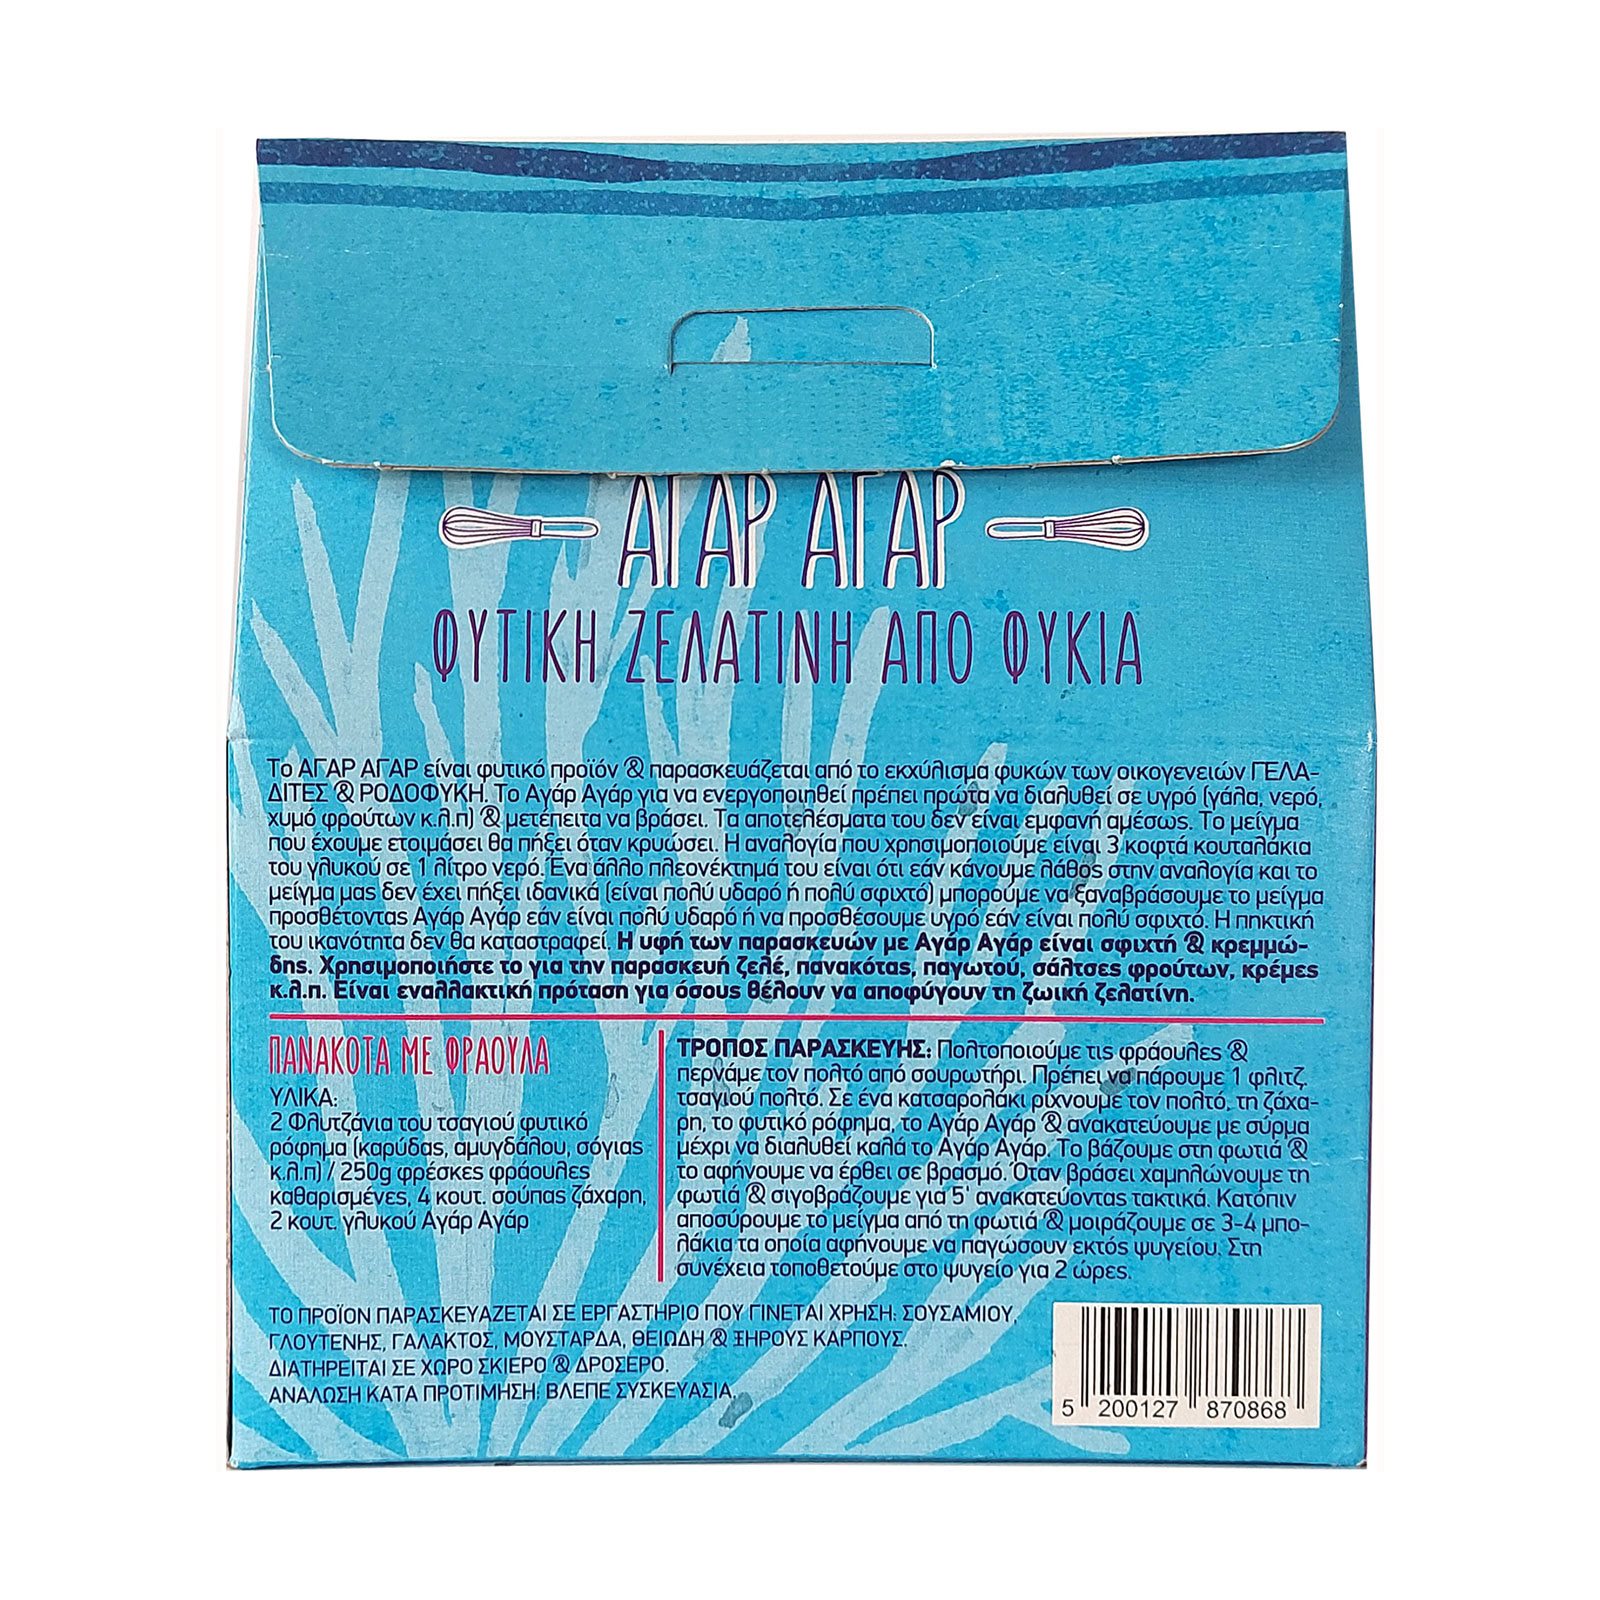 ΑΓΑΡ ΑΓΑΡ
ΦΥΤΙΚΗ ΖΕΛΑΤΙΝΗ ΑΠΟ ΦΥΚΙΑ
Το ΑΓΑΡ ΑΓΑΡ είναι φυτικό προϊόν & παρασκευάζεται από το εκχύλισμα φυκών των οικογενειών ΓΕΛΑ-
ΔΙΤΕΣ & ΡΟΔΟΦΥΚΗ. Το Αγάρ Αγάρ για να ενεργοποιηθεί πρέπει πρώτα να διαλυθεί σε υγρό (γάλα, νερό,
χυμό φρούτων κ.λ.π) & μετέπειτα να βράσει. Τα αποτελέσματα του δεν είναι εμφανή αμέσως. Το μείγμα
που έχουμε ετοιμάσει θα πήξει όταν κρυώσει. Η αναλογία που χρησιμοποιούμε είναι 3 κοφτά κουταλάκια
του γλυκού σε 1 λίτρο νερό. Ένα άλλο πλεονέκτημά του είναι ότι εάν κάνουμε λάθος στην αναλογία και το
μείγμα μας δεν έχει πήξει ιδανικά (είναι πολύ υδαρό ή πολύ σφιχτό) μπορούμε να ξαναβράσουμε το μείγμα
προσθέτοντας Αγάρ Αγάρ εάν είναι πολύ υδαρό ή να προσθέσουμε υγρό εάν είναι πολύ σφιχτό. Η πηκτική
του ικανότητα δεν θα καταστραφεί. Η υφή των παρασκευών με Αγάρ Αγάρ είναι σφιχτή & κρεμμώ-
δης. Χρησιμοποιήστε το για την παρασκευή ζελέ, πανακότας, παγωτού, σάλτσες φρούτων, κρέμες
κ.λ.π. Είναι εναλλακτική πρόταση για όσους θέλουν να αποφύγουν τη ζωική ζελατίνη.
ΠΑΝΑΚΟΤΑ ΜΕ ΦΡΑΟΥΛΑ
ΥΛΙΚΑ:
2 Φλυτζάνια του τσαγιού φυτικό
ρόφημα (καρύδας, αμυγδάλου, σόγιας
κ.λ.π) / 250g φρέσκες φράουλες
καθαρισμένες, 4 κουτ. σούπας ζάχαρη,
2 κουτ. γλυκού Αγάρ Αγάρ
ΤΡΟΠΟΣ ΠΑΡΑΣΚΕΥΗΣ: Πολτοποιούμε τις φράουλες &
περνάμε τον πολτό από σουρωτήρι. Πρέπει να πάρουμε 1 φλιτζ.
τσαγιού πολτό. Σε ένα κατσαρολάκι ρίχνουμε τον πολτό, τη ζάχα-
ρη, το φυτικό ρόφημα, το Αγάρ Αγάρ & ανακατεύουμε με σύρμα
μέχρι να διαλυθεί καλά το Αγάρ Αγάρ. Το βάζουμε στη φωτιά &
το αφήνουμε να έρθει σε βρασμό. Όταν βράσει χαμηλώνουμε τη
φωτιά & σιγοβράζουμε για 5' ανακατεύοντας τακτικά. Κατόπιν
αποσύρουμε το μείγμα από τη φωτιά & μοιράζουμε σε 3-4 μπο-
λάκια τα οποία αφήνουμε να παγώσουν εκτός ψυγείου. Στη
συνέχεια τοποθετούμε στο ψυγείο για 2 ώρες.
ΤΟ ΠΡΟΪΟΝ ΠΑΡΑΣΚΕΥΑΖΕΤΑΙ ΣΕ ΕΡΓΑΣΤΗΡΙΟ ΠΟΥ ΓΙΝΕΤΑΙ ΧΡΗΣΗ: ΣΟΥΣΑΜΙΟΥ,
ΓΛΟΥΤΕΝΗΣ, ΓΑΛΑΚΤΟΣ, ΜΟΥΣΤΑΡΔΑ, ΘΕΙΩΔΗ & ΞΗΡΟΥΣ ΚΑΡΠΟΥΣ.
ΔΙΑΤΗΡΕΙΤΑΙ ΣΕ ΧΩΡΟ ΣΚΙΕΡΟ & ΔΡΟΣΕΡΟ.
ΑΝΑΛΩΣΗ ΚΑΤΑ ΠΡΟΤΙΜΗΣΗ: ΒΛΕΠΕ ΣΥΣΚΕΥΑΣΙΑ.
5 200127 870868